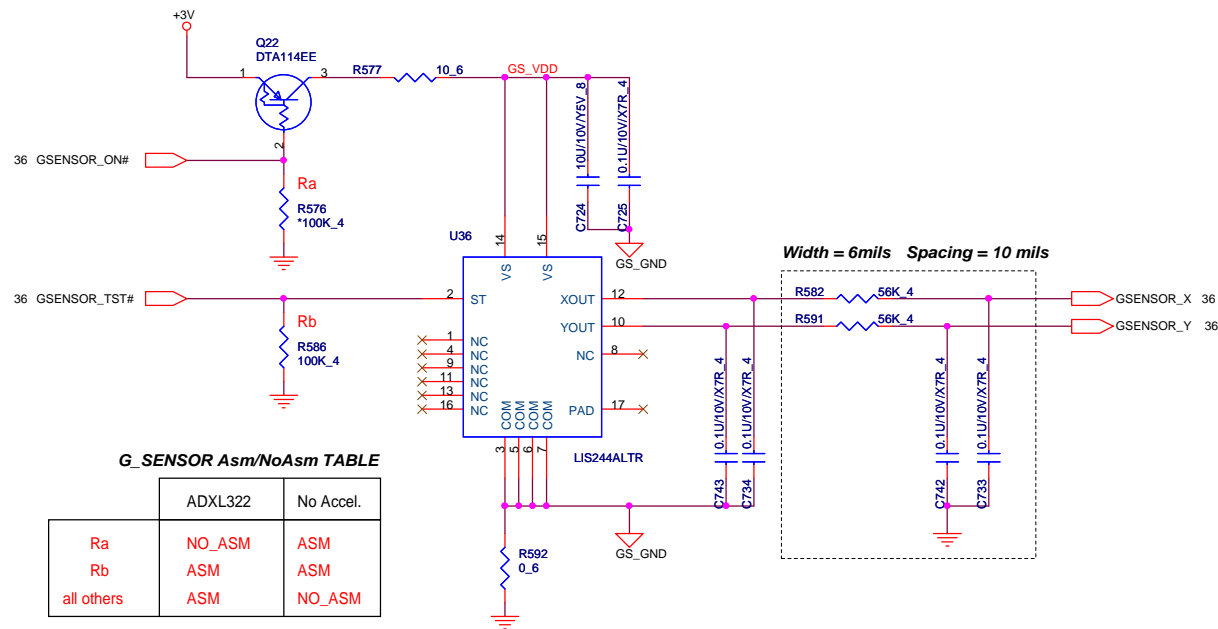 +3V
Q22
DTA114EE
1
3
R577
10_6
GS_VDD
2
36 GSENSOR_ON#
Ra
R576
*100K_4
10U/10V/Y5V_8
0.1U/10V/X7R_4
C724
C725
GS_GND
U36
14
15
VS
VS
Width = 6mils Spacing = 10 mils
36 GSENSOR_TST#
2
ST
XOUT
12
R582
56K_4
GSENSOR_X 36
YOUT
10
R591
56K_4
GSENSOR_Y 36
Rb
R586
100K_4
1
NC
4
NC
9
NC
11
NC
13
NC
16
NC
NC
8
PAD
17
COM
COM
COM
COM
3
5
6
7
LIS244ALTR
0.1U/10V/X7R_4
0.1U/10V/X7R_4
C743
C734
0.1U/10V/X7R_4
0.1U/10V/X7R_4
C742
C733
R592
0_6
GS_GND
G_SENSOR Asm/NoAsm TABLE
ADXL322 No Accel.
Ra NO_ASM ASM
Rb ASM ASM
all others ASM NO_ASM